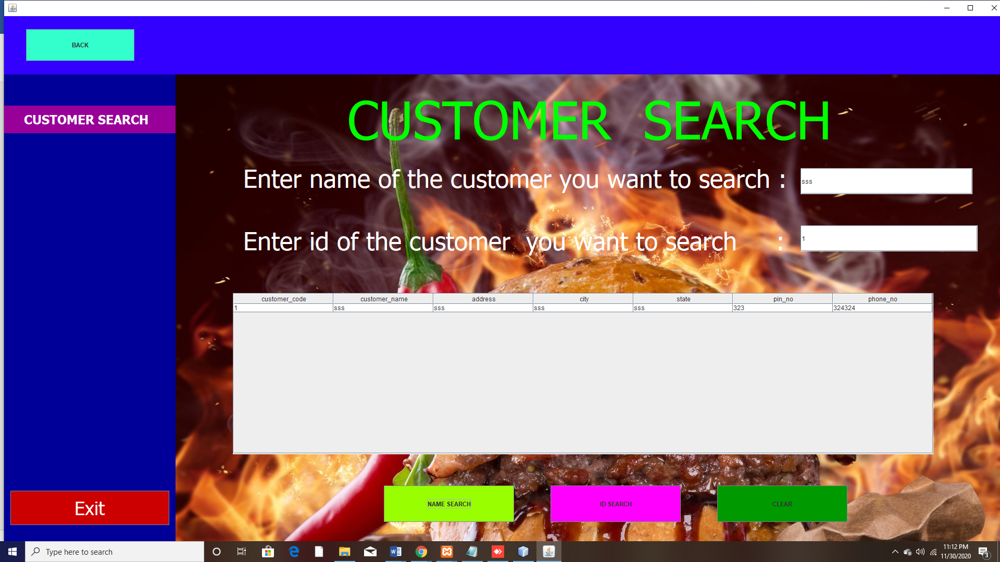 BACK
CUSTOMER SEARCH
CUSTOMER SEARCH
Enter name of the customer you want to search :
sss
Enter id of the customer you want to search :
1
customer_code customer_name address city state pin_no phone_no
1 sss sss sss sss 323 324324
NAME SEARCH ID SEARCH CLEAR
Exit
Type here to search
11:12 PM
11/30/2020
3